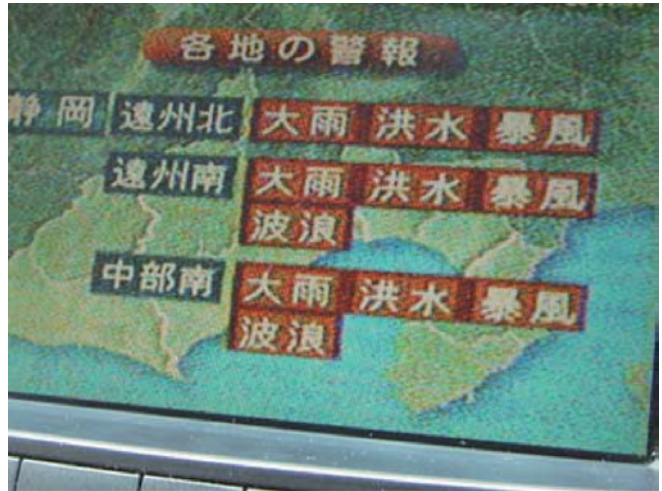 各地の警報
静岡 遠州北 大雨 洪水 暴風
遠州南 大雨 洪水 暴風
波浪
中部南 大雨 洪水 暴風
波浪